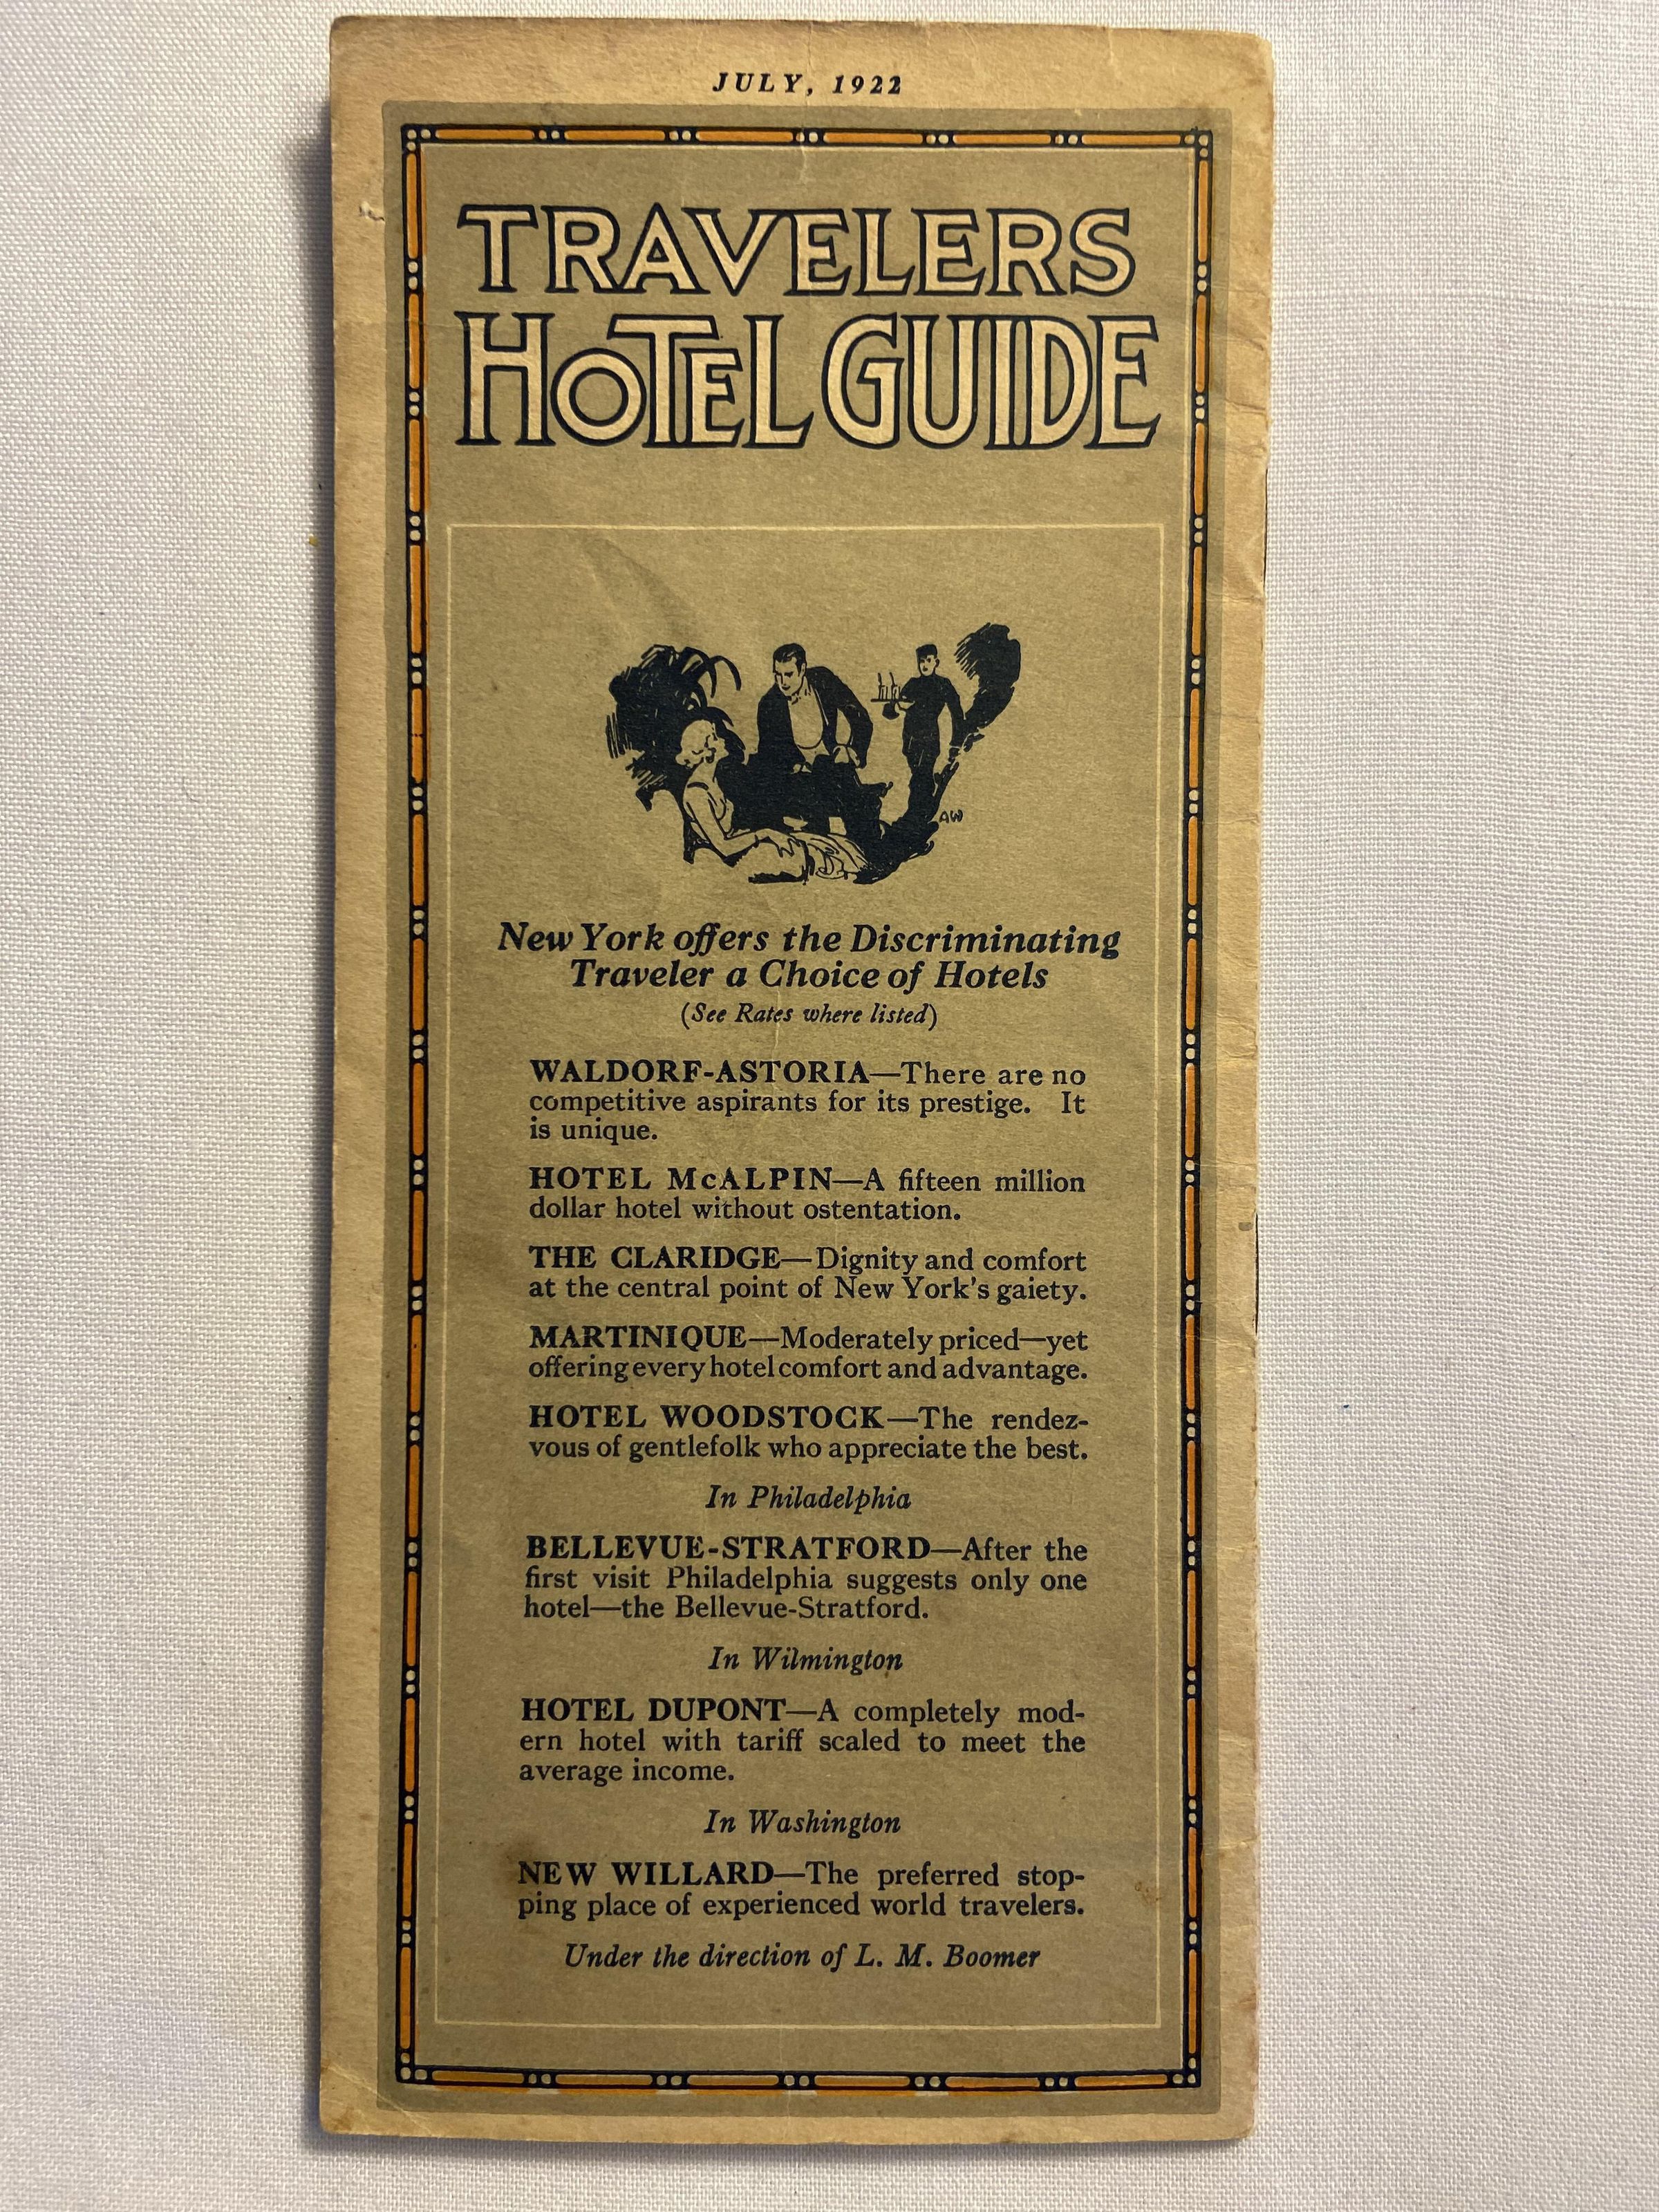 JULY, 1922
TRAVELERS
HOTEL GUIDE
AW
New York offers the Discriminating
Traveler a Choice of Hotels
(See Rates where listed)
WALDORF-ASTORIA—There are no
competitive aspirants for its prestige. It
is unique.
HOTEL McALPIN—A fifteen million
dollar hotel without ostentation.
THE CLARIDGE—Dignity and comfort
at the central point of New York's gaiety.
MARTINIQUE—Moderately priced—yet
offering every hotel comfort and advantage.
HOTEL WOODSTOCK—The rendez-
vous of gentlefolk who appreciate the best.
In Philadelphia
BELLEVUE-STRATFORD—After the
first visit Philadelphia suggests only one
hotel—the Bellevue-Stratford.
In Wilmington
HOTEL DUPONT—A completely mod-
ern hotel with tariff scaled to meet the
average income.
In Washington
NEW WILLARD—The preferred stop-
ping place of experienced world travelers.
Under the direction of L. M. Boomer